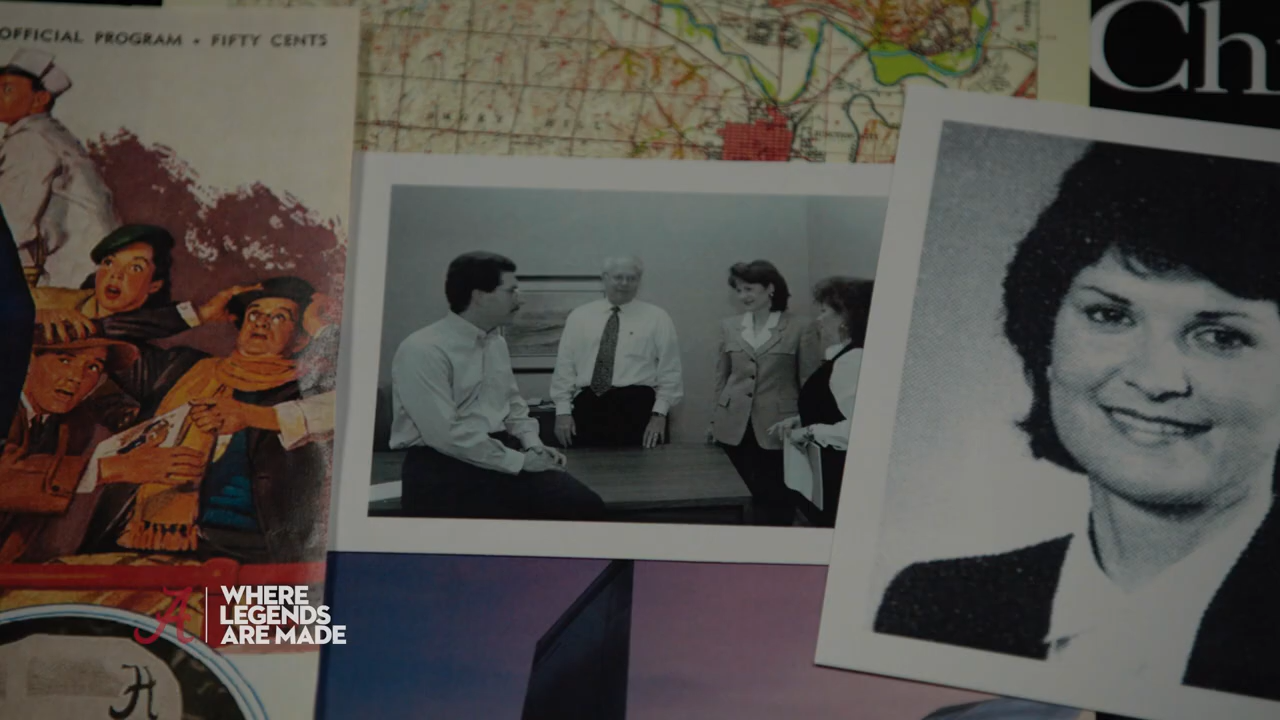 OFFICIAL PROGRAM • FIFTY CENTS
Ch
A
WHERE
LEGENDS
ARE MADE
A